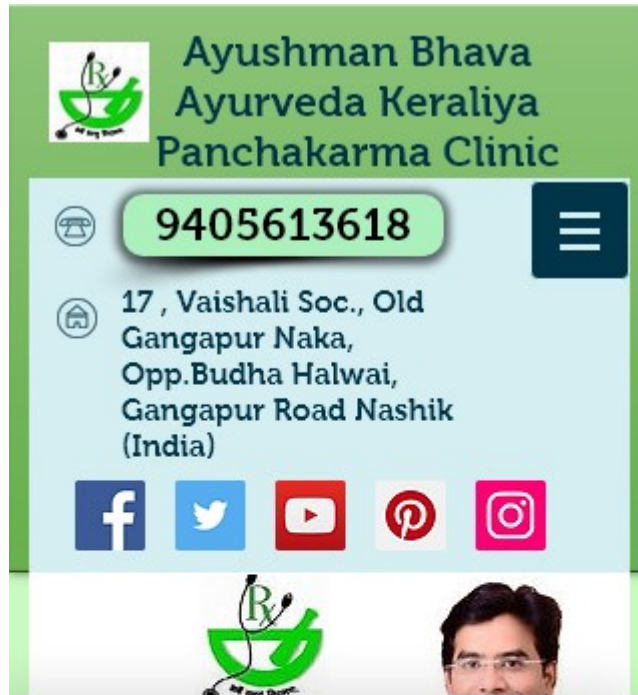 Ayushman Bhava
Ayurveda Keraliya
Panchakarma Clinic
9405613618
17 , Vaishali Soc., Old
Gangapur Naka,
Opp.Budha Halwai,
Gangapur Road Nashik
(India)